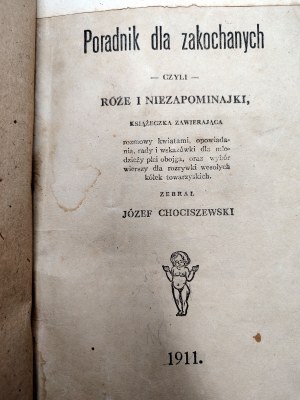 Poradnik dla zakochanych
— CZYLI —
RÓŻE I NIEZAPOMINAJKI,
KSIĄŻECZKA ZAWIERAJĄCA
rozmowy kwiatami, opowiada-
nia, rady i wskazówki dla mło-
dzieży płci obojga, oraz wybór
wierszy dla rozrywki wesołych
kółek towarzyskich.
ZEBRAŁ
JÓZEF CHOCISZEWSKI
1911.